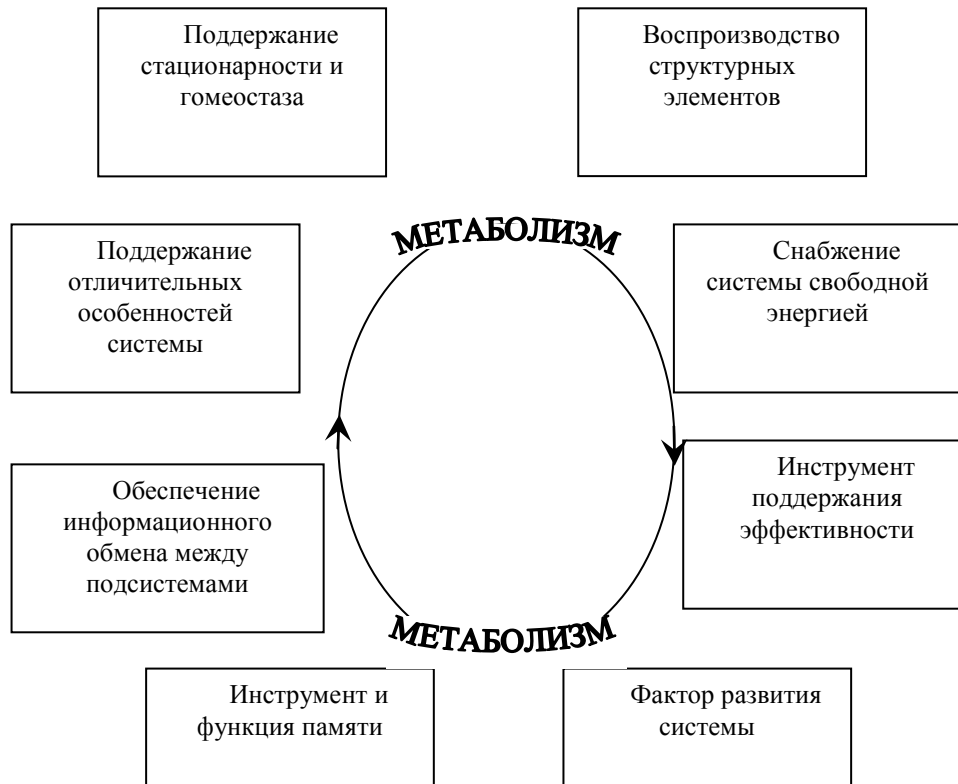 Поддержание
стационарности и
гомеостаза
Воспроизводство
структурных
элементов
МЕТАБОЛИЗМ
Поддержание
отличительных
особенностей
системы
Снабжение
системы свободной
энергией
Обеспечение
информационного
обмена между
подсистемами
Инструмент
поддержания
эффективности
МЕТАБОЛИЗМ
Инструмент и
функция памяти
Фактор развития
системы